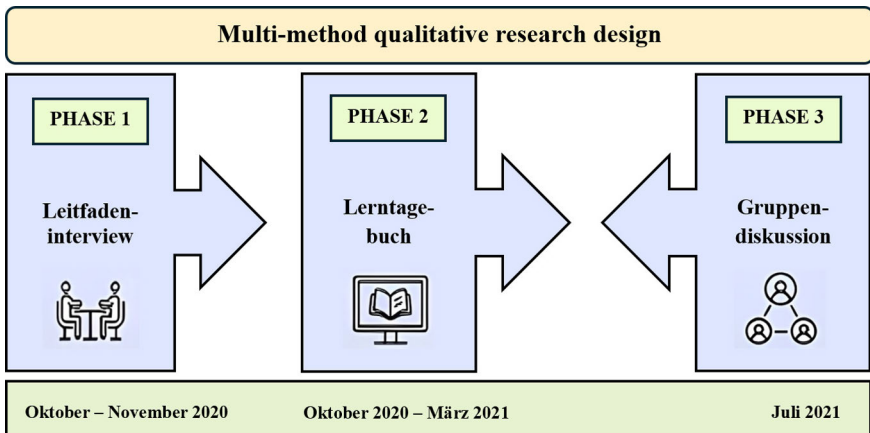 Multi-method qualitative research design
PHASE 1
Leitfaden-
interview
PHASE 2
Lerntage-
buch
PHASE 3
Gruppen-
diskussion
Oktober – November 2020
Oktober 2020 – März 2021
Juli 2021